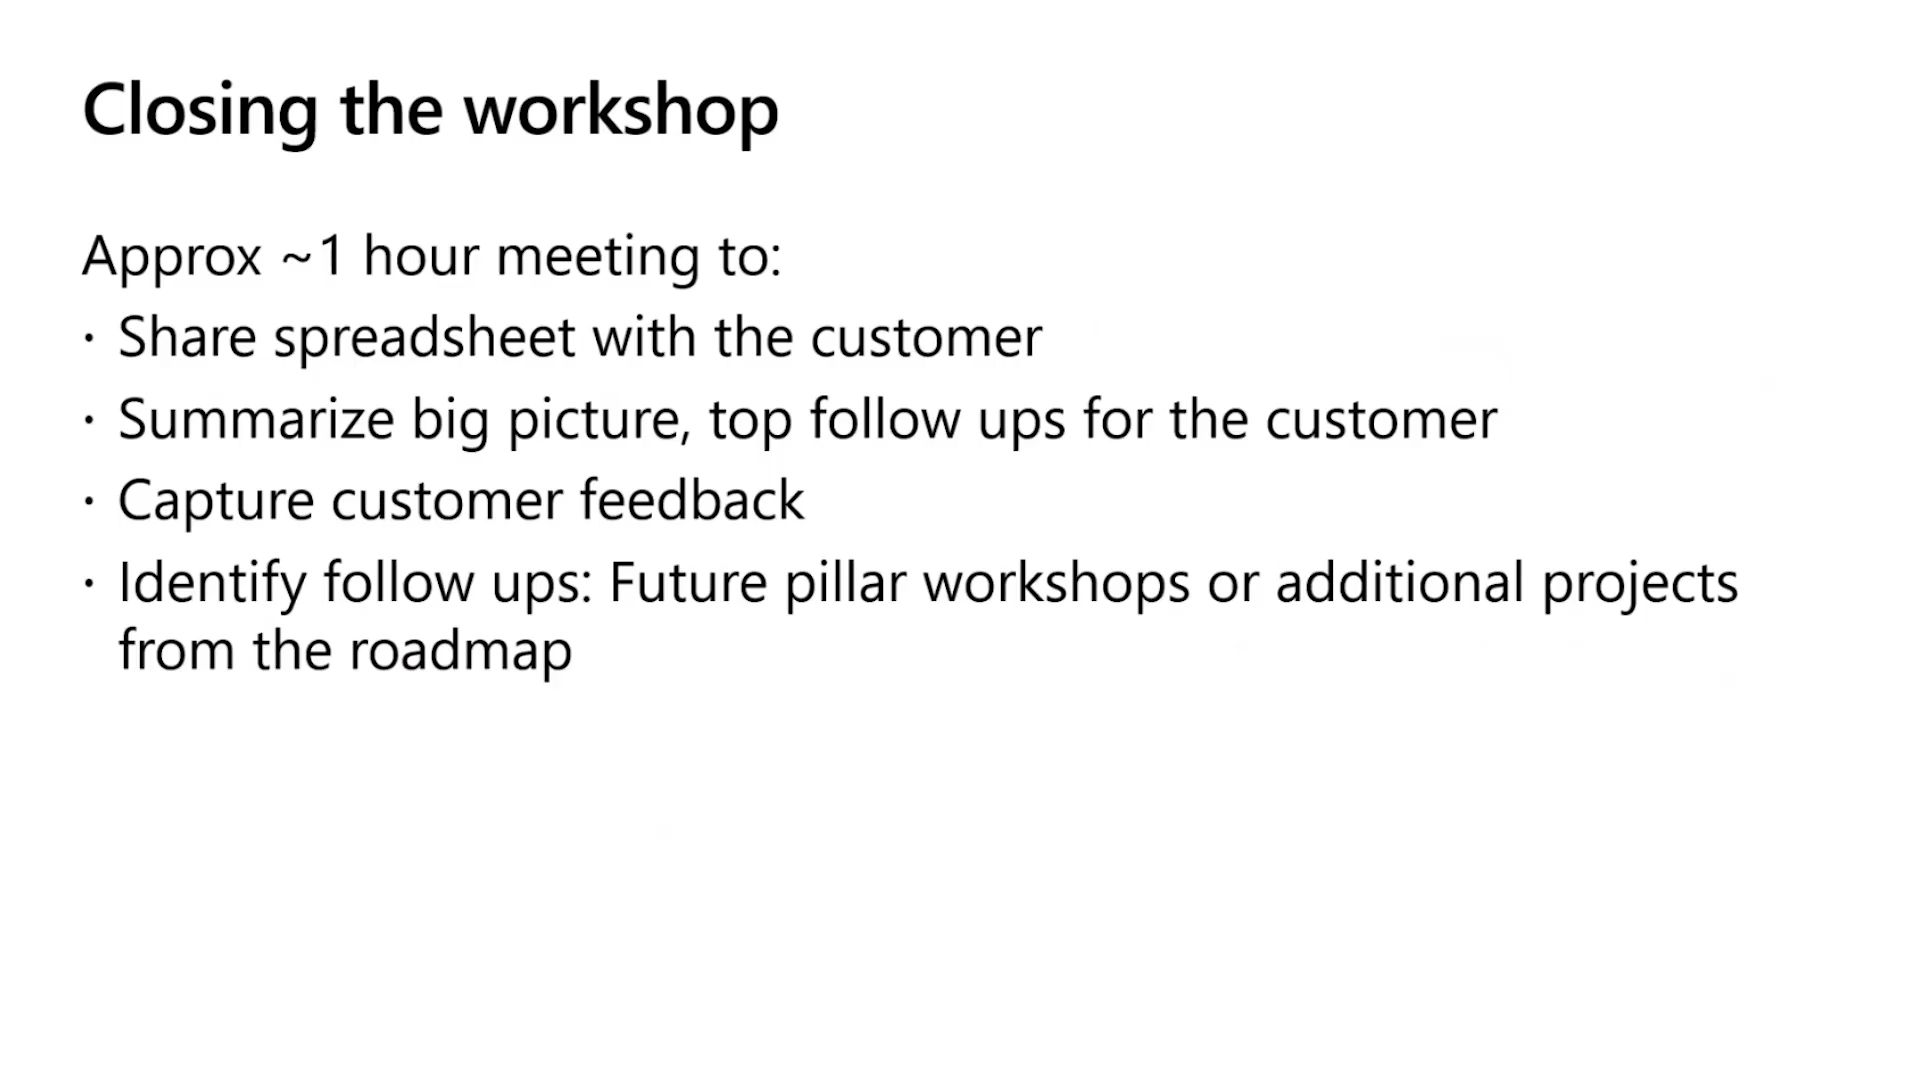 Closing the workshop
Approx ~1 hour meeting to:
· Share spreadsheet with the customer
· Summarize big picture, top follow ups for the customer
· Capture customer feedback
· Identify follow ups: Future pillar workshops or additional projects
from the roadmap